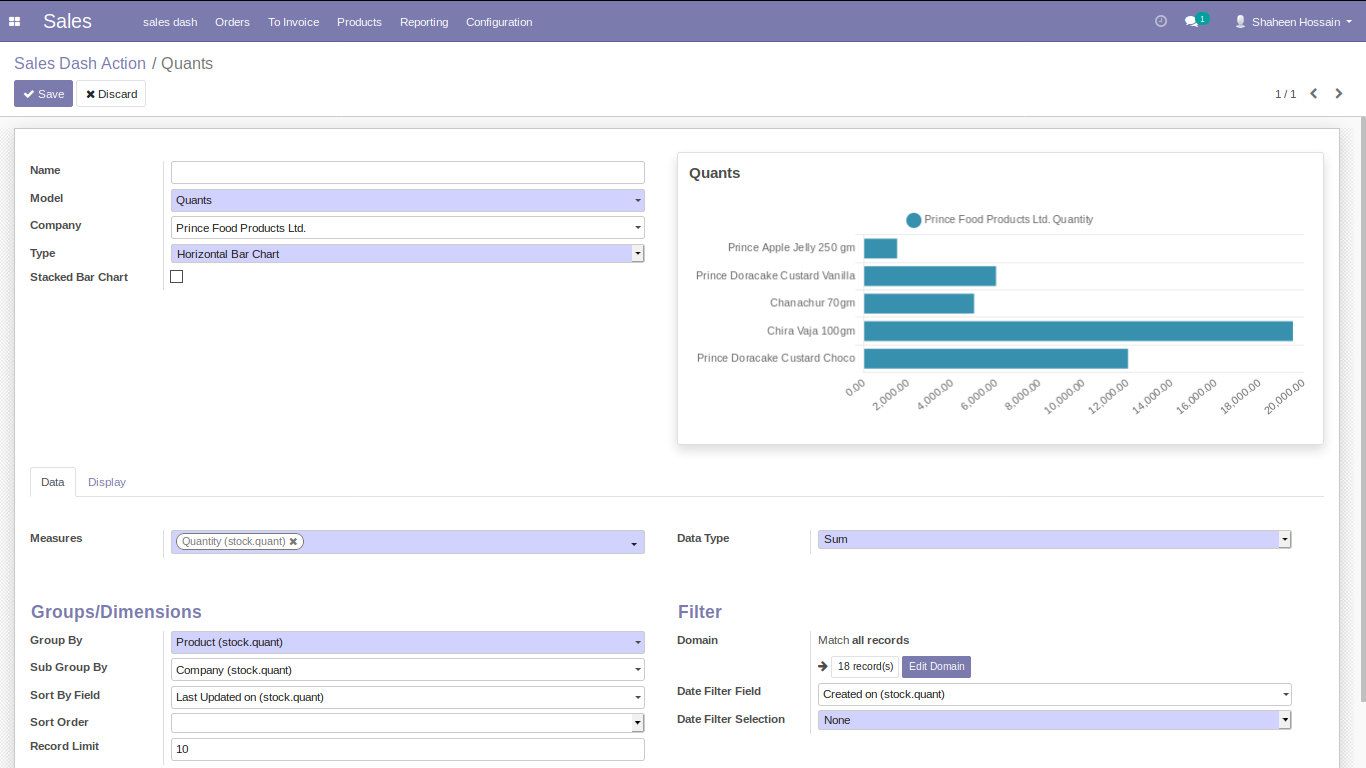 Sales sales dash Orders To Invoice Products Reporting Configuration 1 Shaheen Hossain
Sales Dash Action / Quants
Save Discard 1 / 1
Name
Model Quants
Company Prince Food Products Ltd.
Type Horizontal Bar Chart
Stacked Bar Chart
Quants
Prince Food Products Ltd. Quantity
Prince Apple Jelly 250 gm
Prince Doracake Custard Vanilla
Chanachur 70gm
Chira Vaja 100gm
Prince Doracake Custard Choco
0.00 2,000.00 4,000.00 6,000.00 8,000.00 10,000.00 12,000.00 14,000.00 16,000.00 18,000.00 20,000.00
Data Display
Measures Quantity (stock.quant)
Data Type Sum
Groups/Dimensions
Group By Product (stock.quant)
Sub Group By Company (stock.quant)
Sort By Field Last Updated on (stock.quant)
Sort Order
Record Limit 10
Filter
Domain Match all records
18 record(s) Edit Domain
Date Filter Field Created on (stock.quant)
Date Filter Selection None